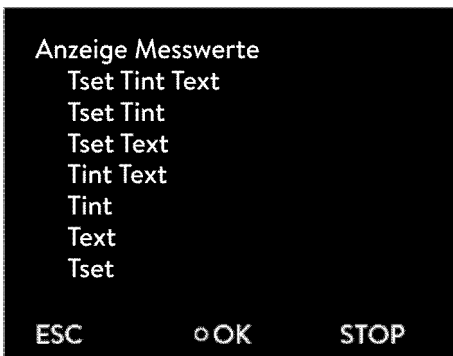 Anzeige Messwerte
Tset Tint Text
Tset Tint
Tset Text
Tint Text
Tint
Text
Tset
ESC OK STOP